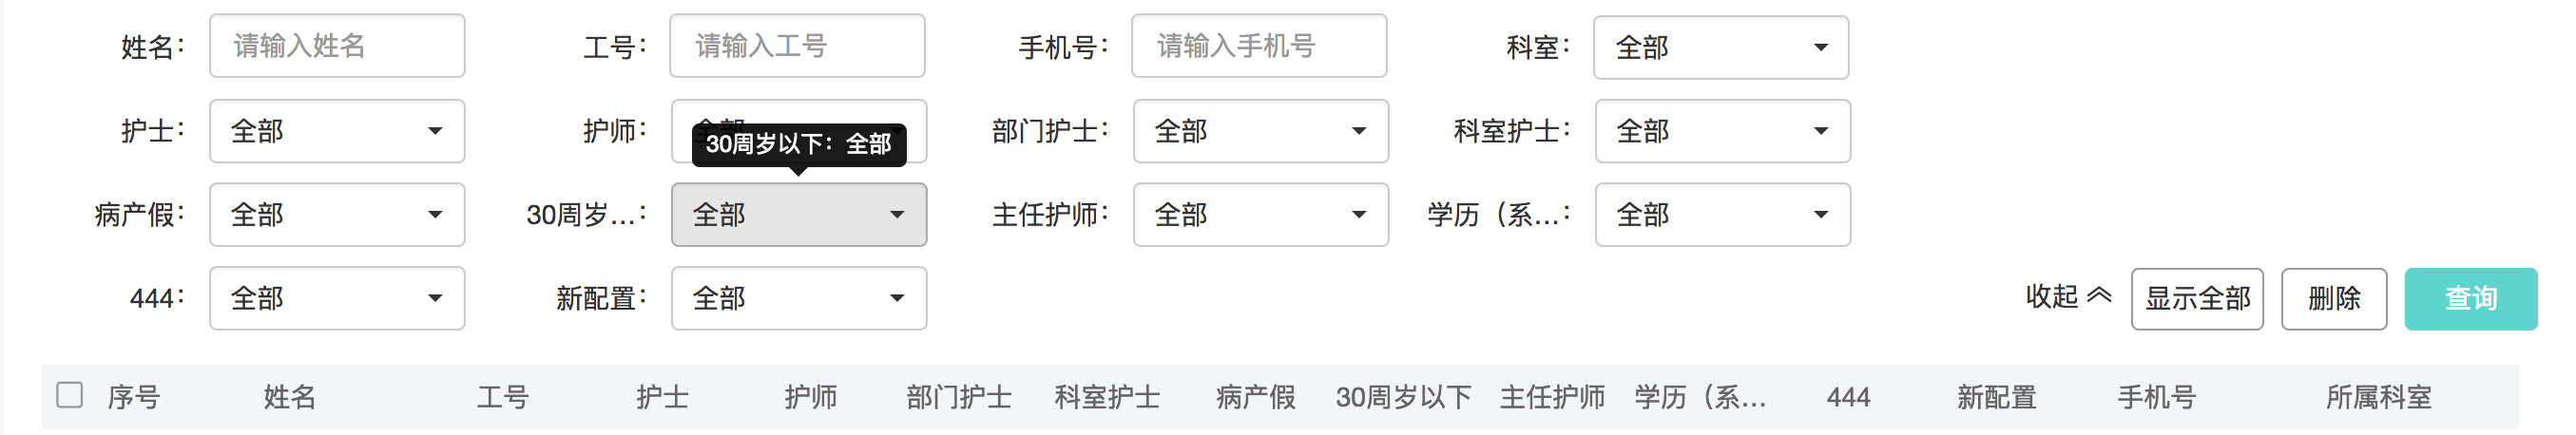 姓名： 请输入姓名 工号： 请输入工号 手机号： 请输入手机号 科室： 全部
护士： 全部 护师： 全部 部门护士： 全部 科室护士： 全部
30周岁以下：全部
病产假： 全部 30周岁...： 全部 主任护师： 全部 学历（系...： 全部
444： 全部 新配置： 全部 收起 显示全部 删除 查询
序号 姓名 工号 护士 护师 部门护士 科室护士 病产假 30周岁以下 主任护师 学历（系... 444 新配置 手机号 所属科室